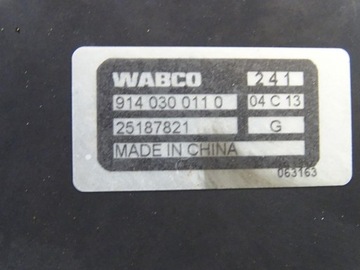 WABCO 241
914 030 011 0 04 C 13
25187821 G
MADE IN CHINA
063163